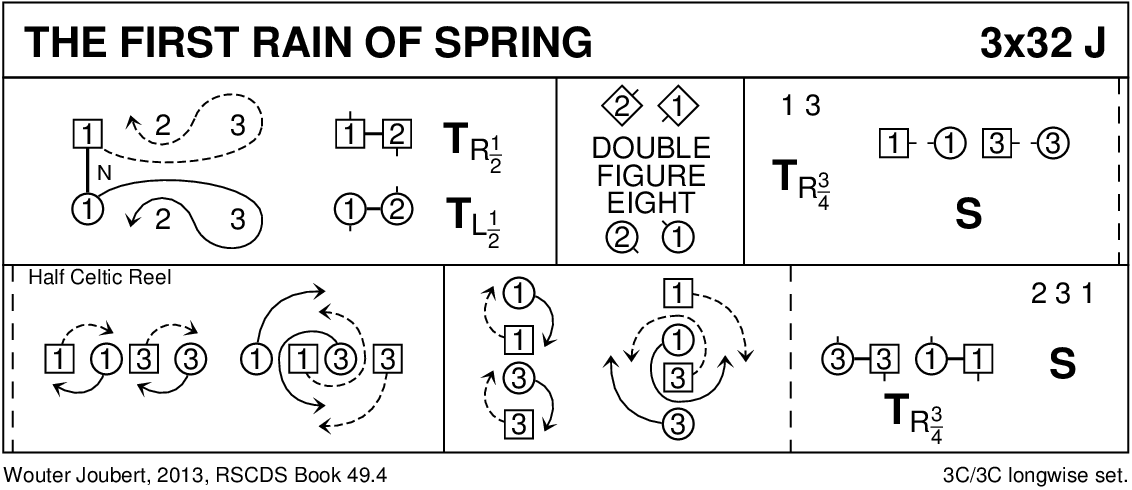 THE FIRST RAIN OF SPRING 3x32 J
1 2 3
N
1 2 3
1 2 T R 1/2
1 2 T L 1/2
2 1
DOUBLE
FIGURE
EIGHT
2 1
1 3
1 1 3 3
T R 3/4
S
Half Celtic Reel
1 1 3 3
1 1 3 3
1
1
3
3
1
1
3
3
2 3 1
3 3 1 1 S
T R 3/4
Wouter Joubert, 2013, RSCDS Book 49.4 3C/3C longwise set.